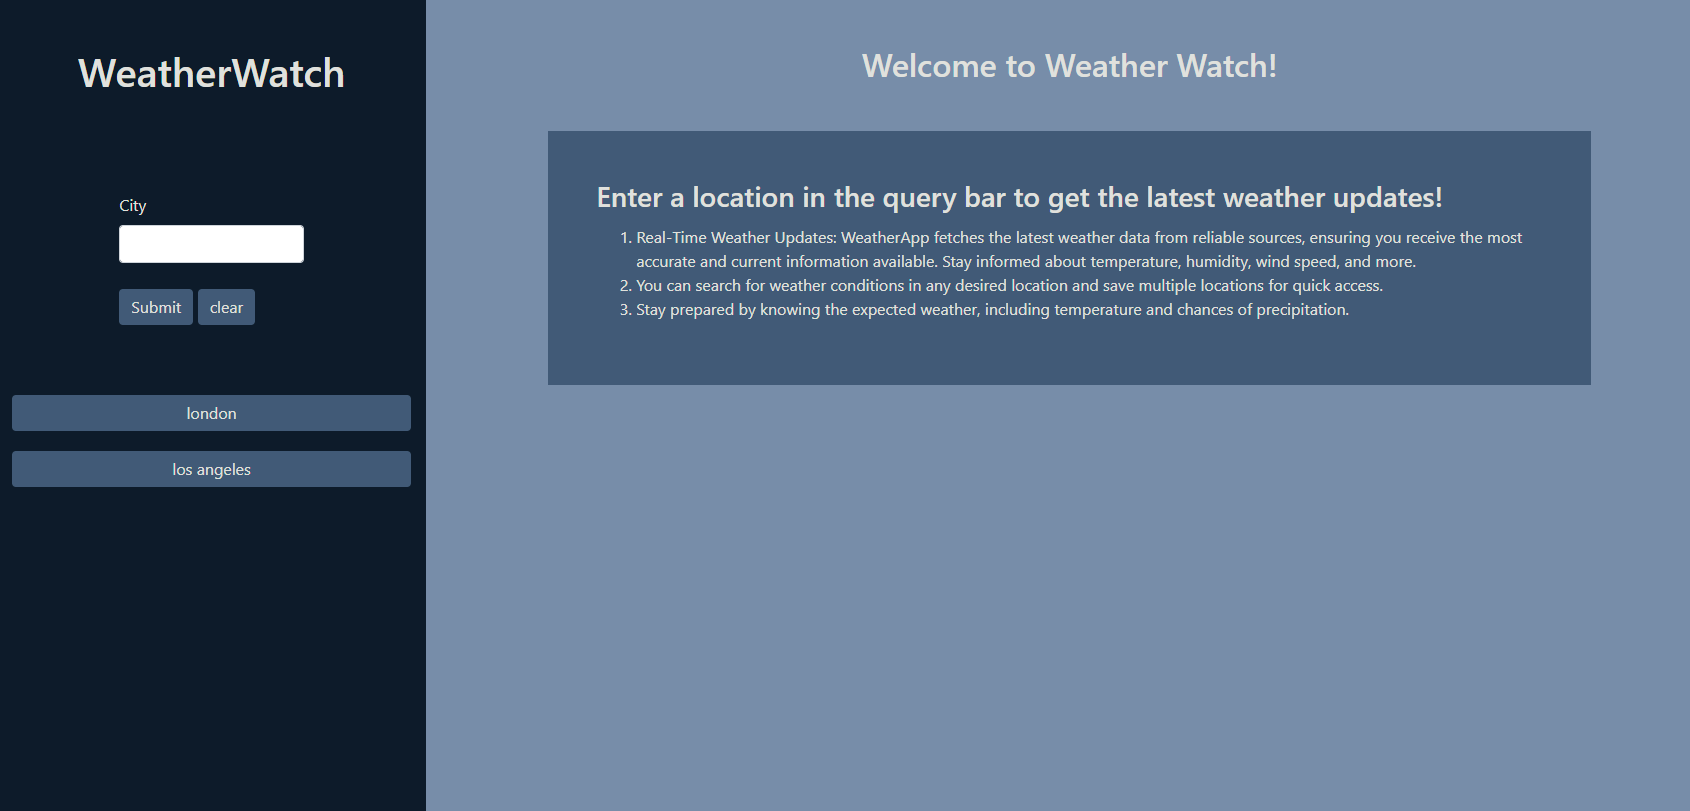 WeatherWatch
City
Submit clear
london
los angeles
Welcome to Weather Watch!
Enter a location in the query bar to get the latest weather updates!
1. Real-Time Weather Updates: WeatherApp fetches the latest weather data from reliable sources, ensuring you receive the most
accurate and current information available. Stay informed about temperature, humidity, wind speed, and more.
2. You can search for weather conditions in any desired location and save multiple locations for quick access.
3. Stay prepared by knowing the expected weather, including temperature and chances of precipitation.